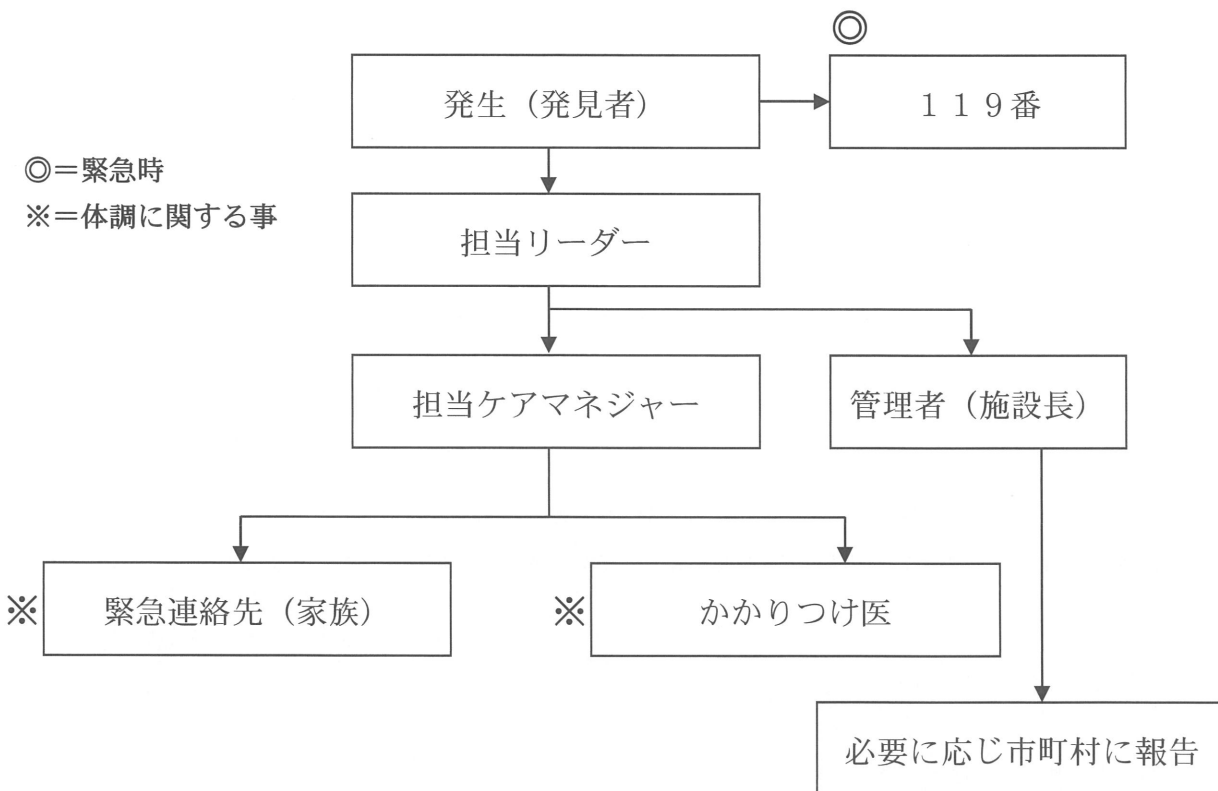 ◎
発生（発見者）
１１９番
◎＝緊急時
※＝体調に関する事
担当リーダー
担当ケアマネジャー
管理者（施設長）
※
緊急連絡先（家族）
※
かかりつけ医
必要に応じ市町村に報告